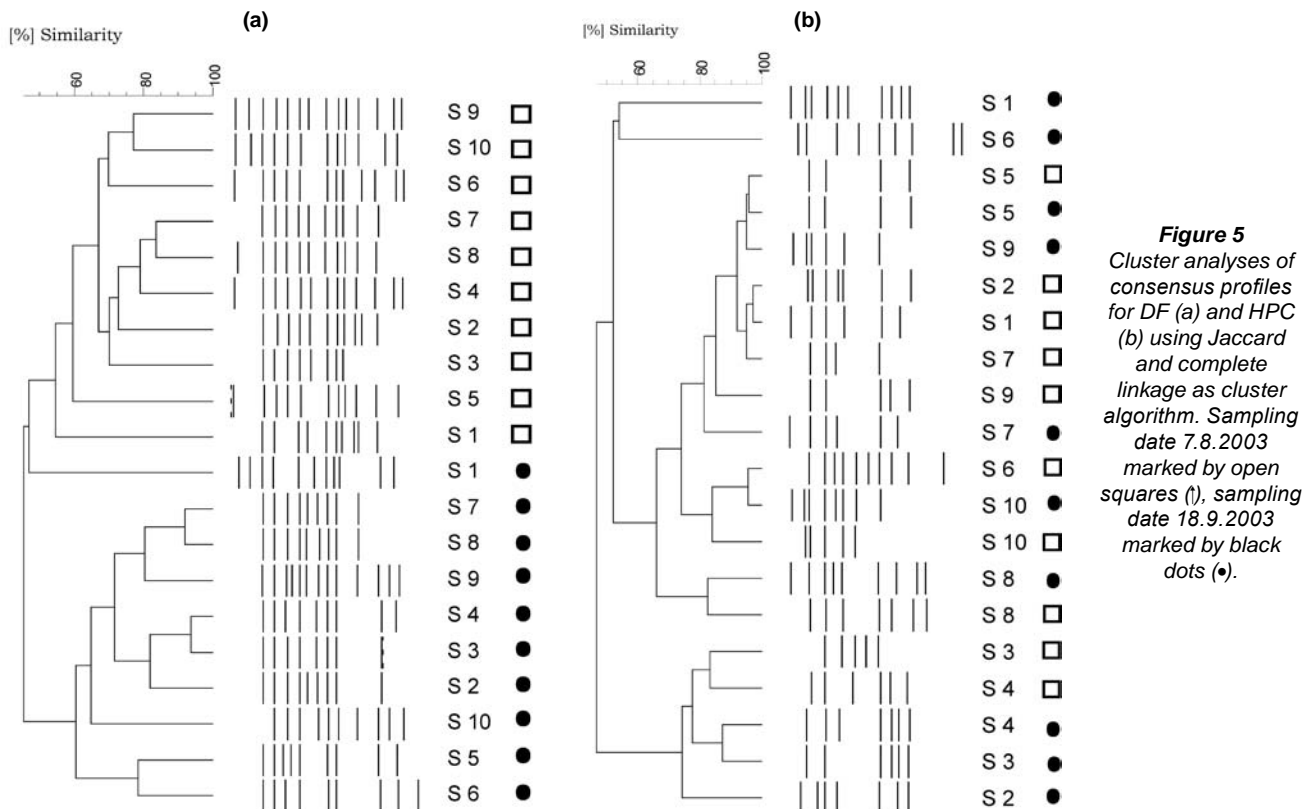 (a)
[%] Similarity
60
80
100
S 9
S 10
S 6
S 7
S 8
S 4
S 2
S 3
S 5
S 1
S 1
S 7
S 8
S 9
S 4
S 3
S 2
S 10
S 5
S 6
(b)
[%] Similarity
60
80
100
S 1
S 6
S 5
S 5
S 9
S 2
S 1
S 7
S 9
S 7
S 6
S 10
S 10
S 8
S 8
S 3
S 4
S 4
S 3
S 2
Figure 5
Cluster analyses of
consensus profiles
for DF (a) and HPC
(b) using Jaccard
and complete
linkage as cluster
algorithm. Sampling
date 7.8.2003
marked by open
squares (), sampling
date 18.9.2003
marked by black
dots (●).